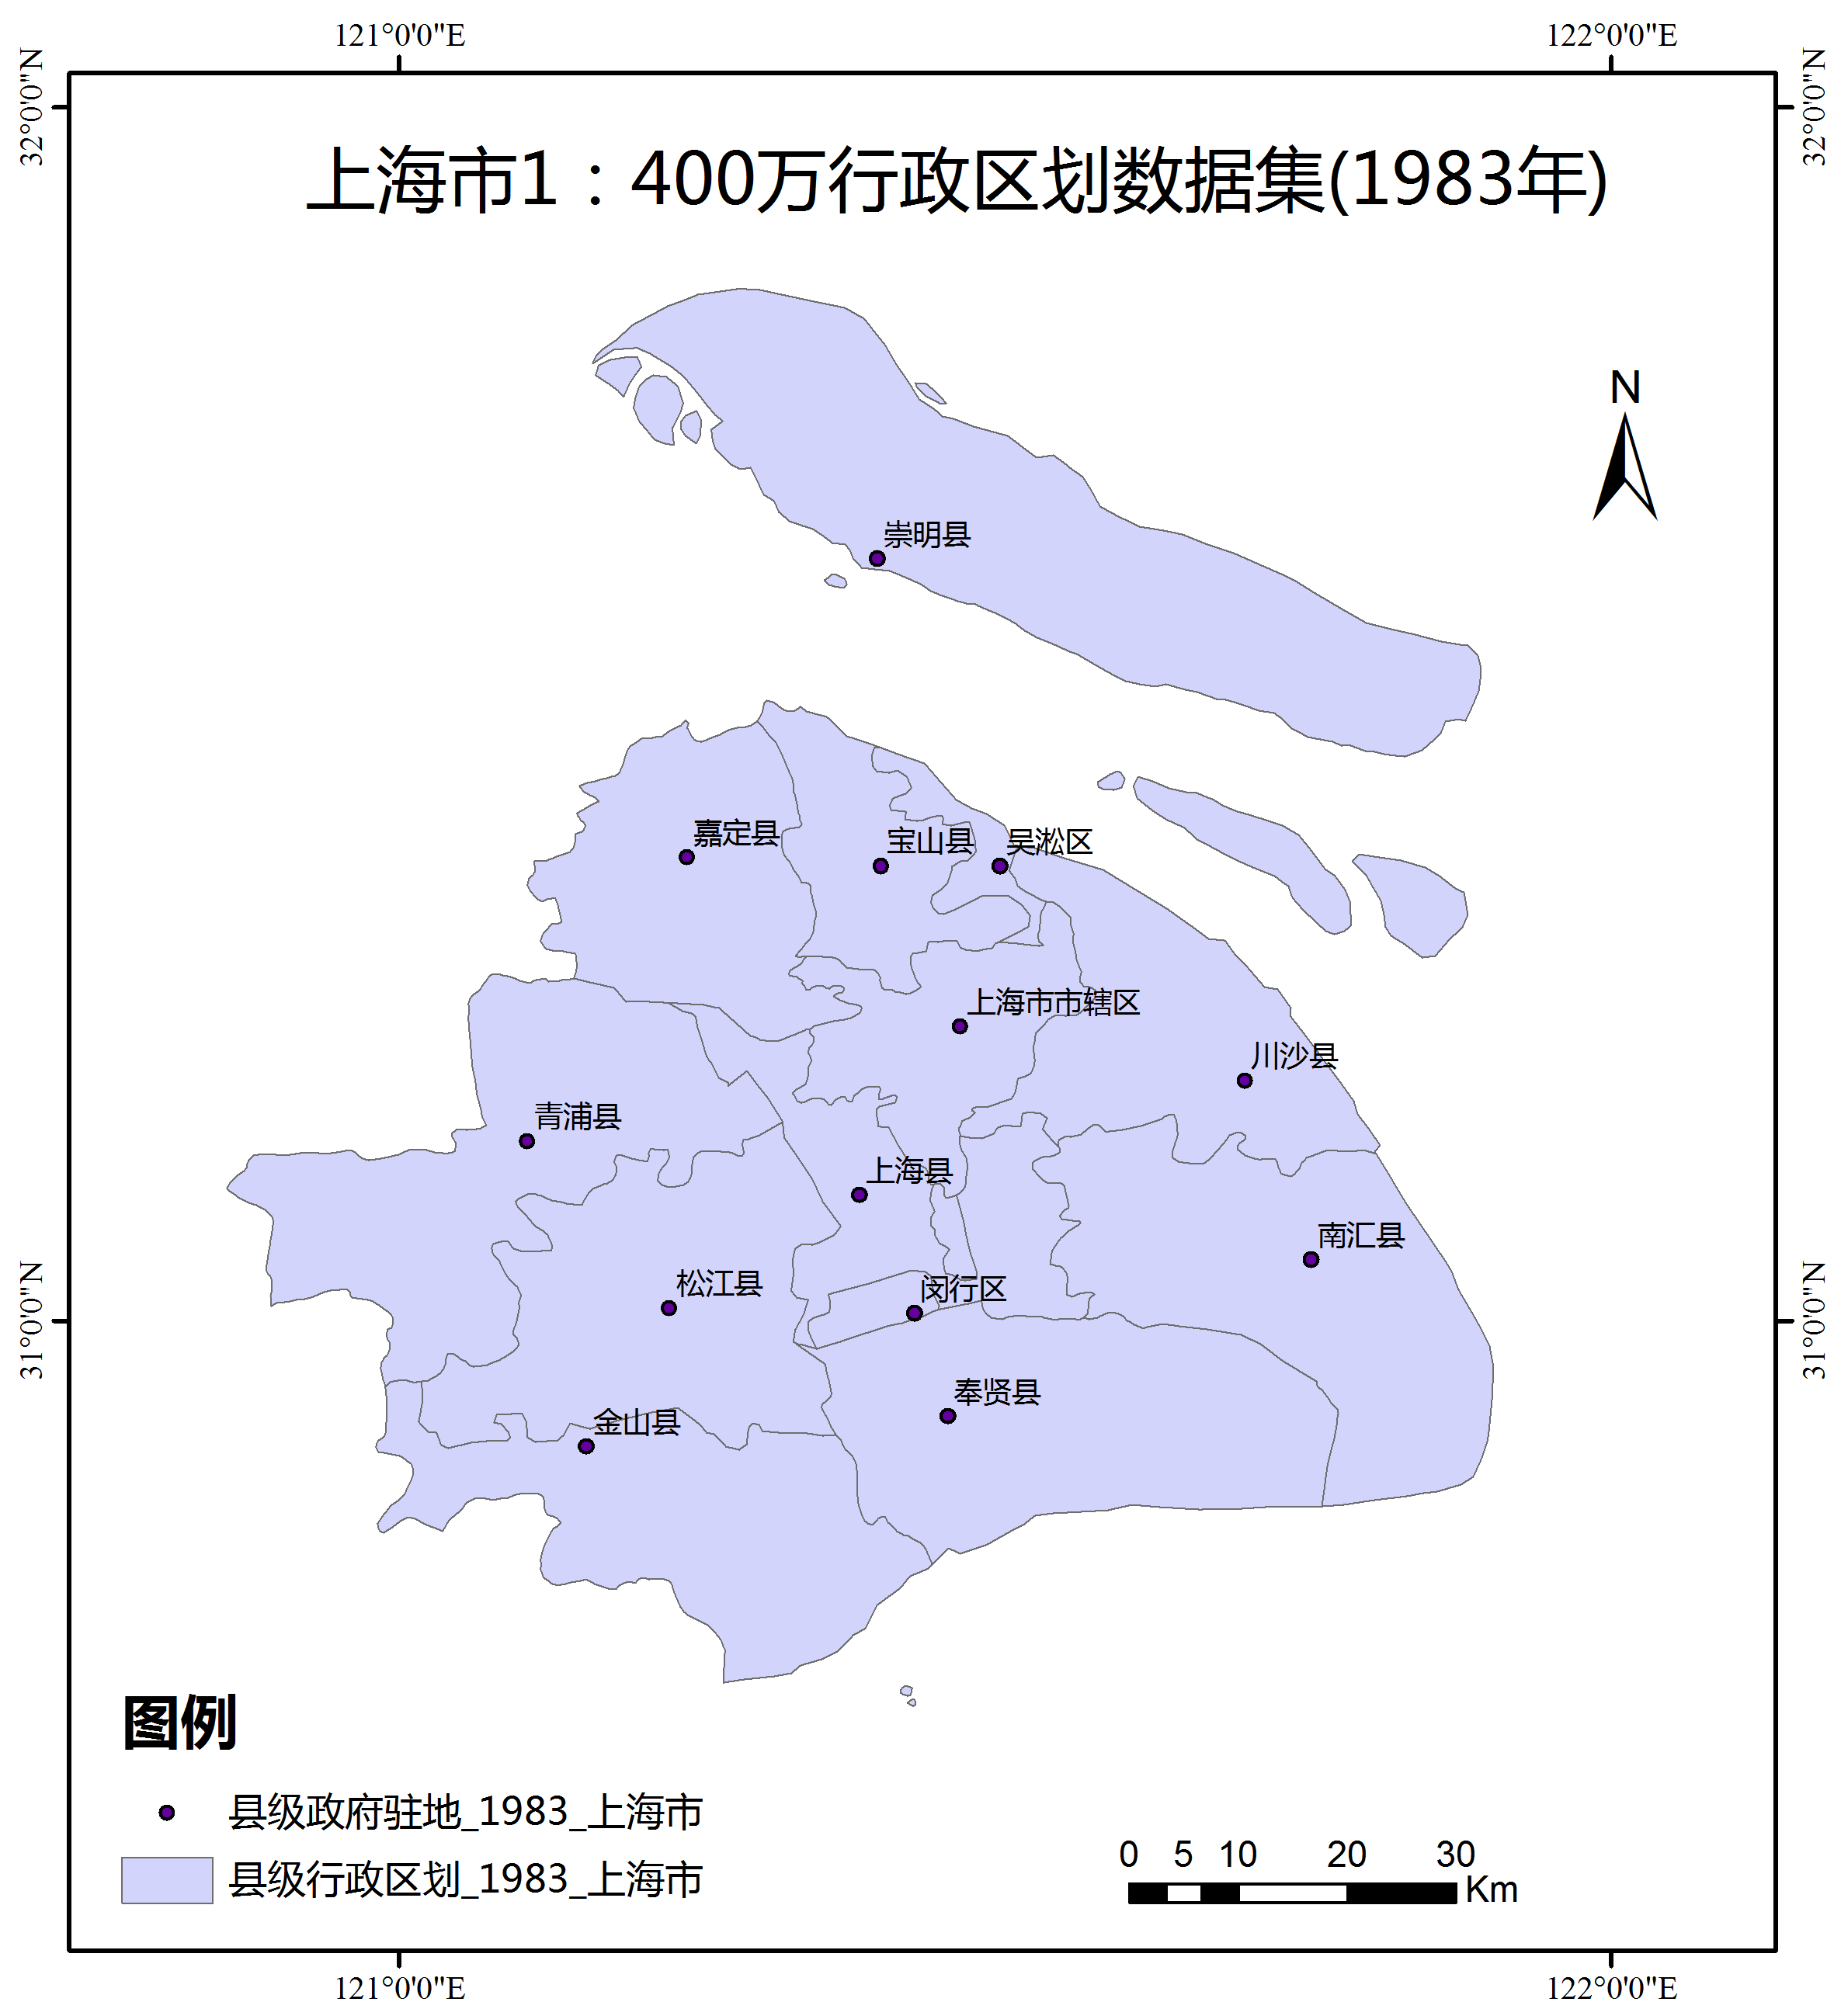 121°0'0"E
122°0'0"E
32°0'0"N
32°0'0"N
上海市1：400万行政区划数据集(1983年)
N
崇明县
嘉定县
宝山县
吴淞区
上海市市辖区
川沙县
青浦县
上海县
南汇县
松江县
闵行区
31°0'0"N
31°0'0"N
奉贤县
金山县
图例
县级政府驻地_1983_上海市
县级行政区划_1983_上海市
0 5 10 20 30
Km
121°0'0"E
122°0'0"E